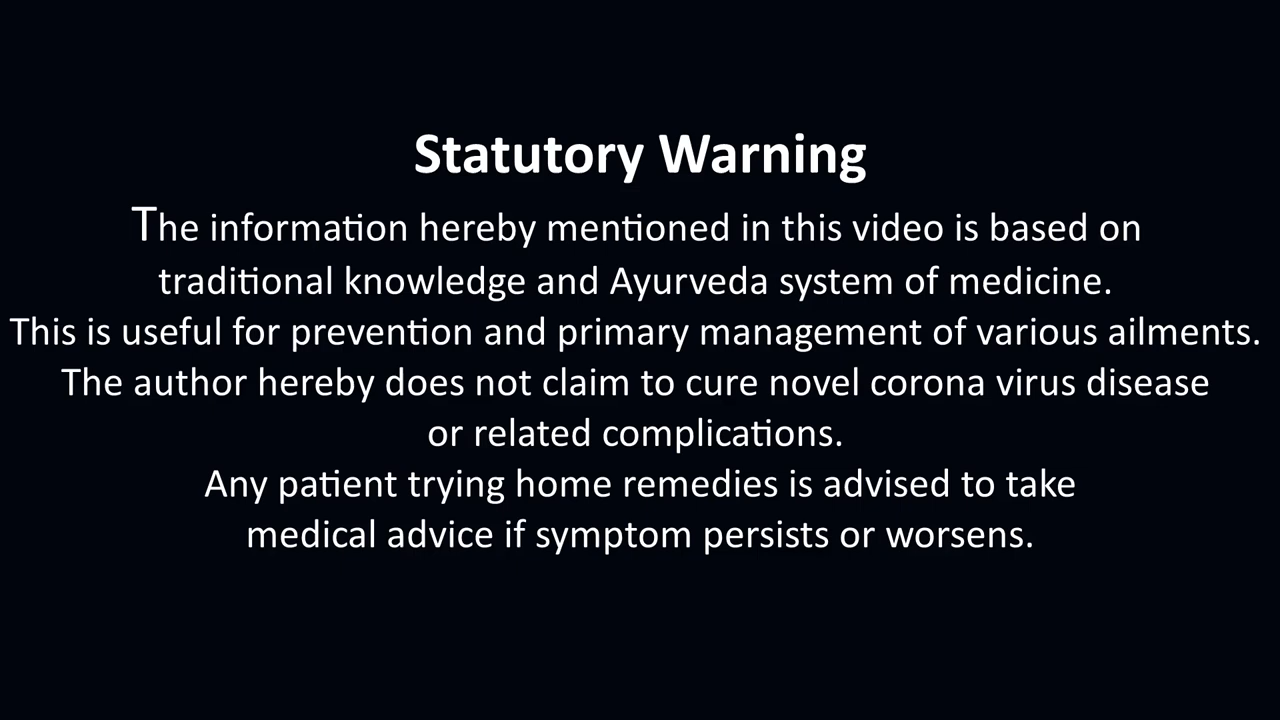 Statutory Warning
The information hereby mentioned in this video is based on
traditional knowledge and Ayurveda system of medicine.
This is useful for prevention and primary management of various ailments.
The author hereby does not claim to cure novel corona virus disease
or related complications.
Any patient trying home remedies is advised to take
medical advice if symptom persists or worsens.